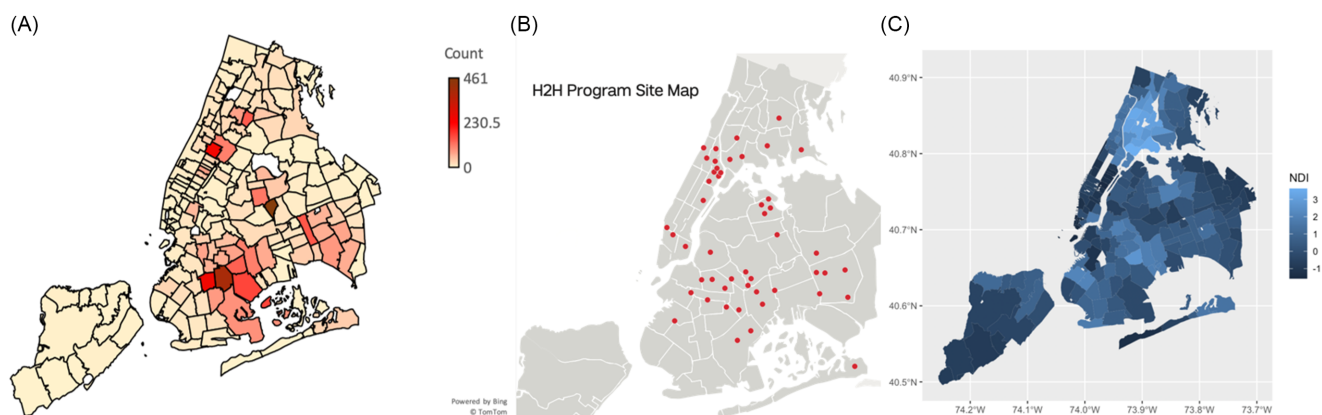 (A)
Count
461
230.5
0
(B)
H2H Program Site Map
Powered by Bing
© TomTom
(C)
40.9°N
40.8°N
40.7°N
40.6°N
40.5°N
74.2°W
74.1°W
74.0°W
73.9°W
73.8°W
73.7°W
NDI
3
2
1
0
-1